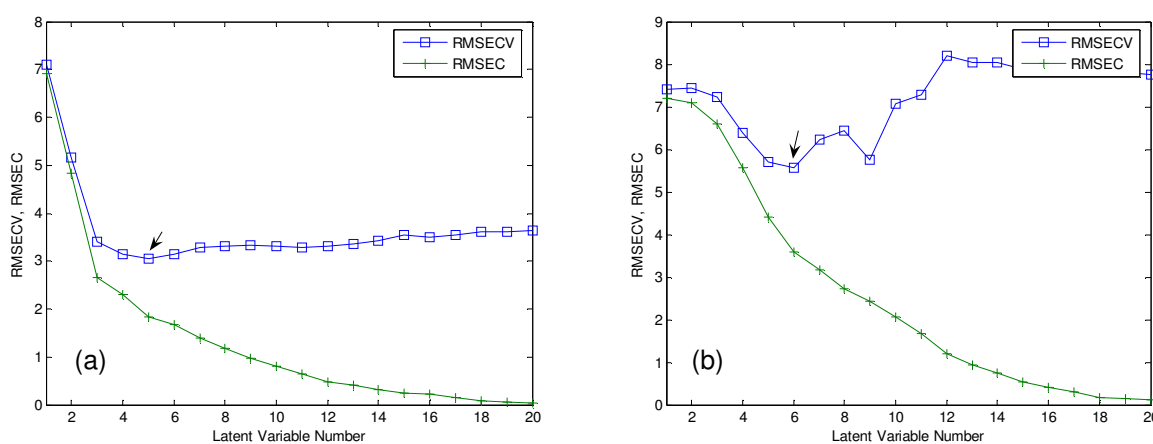 8
7
6
5
4
3
2
1
0
RMSECV, RMSEC
RMSECV
RMSEC
(a)
2 4 6 8 10 12 14 16 18 20
Latent Variable Number
9
8
7
6
5
4
3
2
1
0
RMSECV, RMSEC
RMSECV
RMSEC
(b)
2 4 6 8 10 12 14 16 18 20
Latent Variable Number